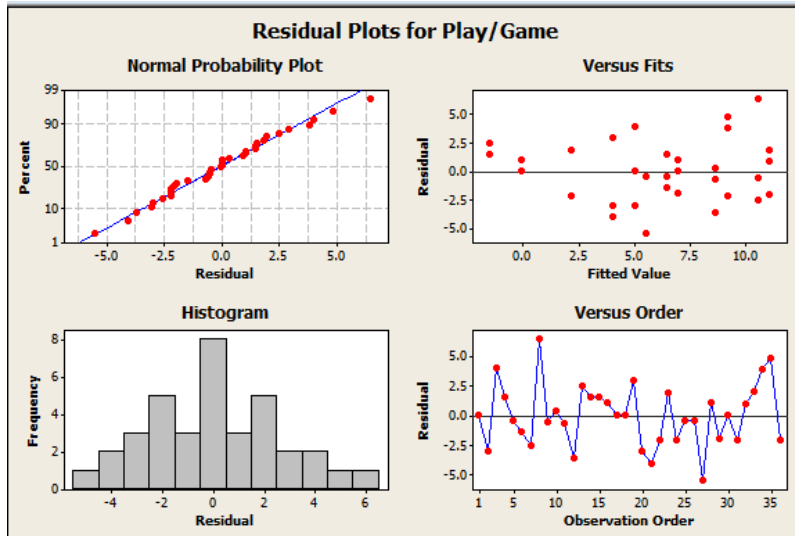 Residual Plots for Play/Game
Normal Probability Plot
99
90
50
10
1
Percent
-5.0 -2.5 0.0 2.5 5.0
Residual
Versus Fits
5.0
2.5
0.0
-2.5
-5.0
Residual
0.0 2.5 5.0 7.5 10.0
Fitted Value
Histogram
8
6
4
2
0
Frequency
-4 -2 0 2 4 6
Residual
Versus Order
5.0
2.5
0.0
-2.5
-5.0
Residual
1 5 10 15 20 25 30 35
Observation Order